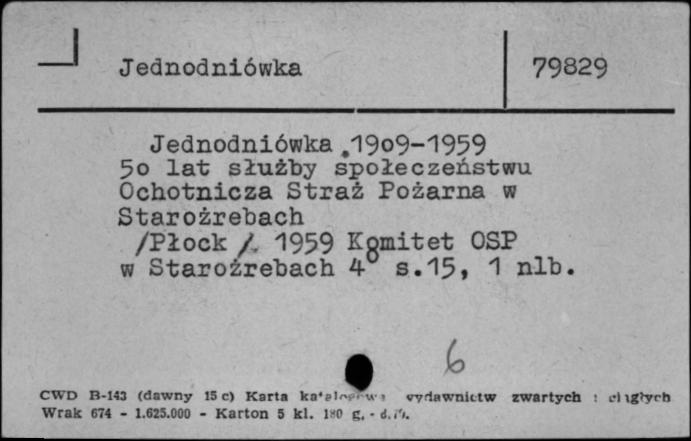 Jednodniówka 79829
Jednodniówka .1909-1959
50 lat służby społeczeństwu
Ochotnicza Straż Pożarna w
Starożrebach
/Płock/. 1959 Komitet OSP
w Starożrebach 4° s.15, 1 nlb.
6
CWD B-143 (dawny 15 c) Karta wydawnictw zwartych i ciągłych
Wrak 674 - 1.625.000 - Karton 5 kl. 180 g.